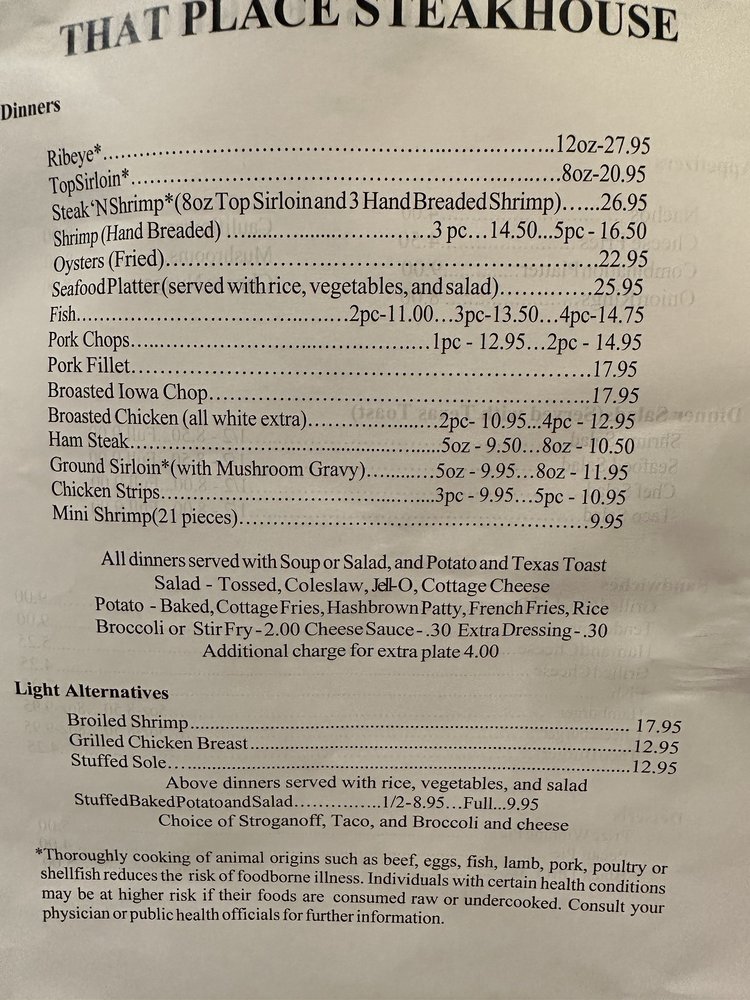 THAT PLACE STEAKHOUSE
Dinners
Ribeye*...............................................................................12oz-27.95
TopSirloin*...........................................................................8oz-20.95
Steak 'N Shrimp*(8oz Top Sirloin and 3 Hand Breaded Shrimp)......26.95
Shrimp (Hand Breaded) ...................................3 pc....14.50...5pc - 16.50
Oysters (Fried)...........................................................................22.95
Seafood Platter (served with rice, vegetables, and salad)............25.95
Fish.............................................2pc-11.00...3pc-13.50...4pc-14.75
Pork Chops..................................................1pc - 12.95...2pc - 14.95
Pork Fillet..............................................................................17.95
Broasted Iowa Chop................................................................17.95
Broasted Chicken (all white extra).....................2pc- 10.95...4pc - 12.95
Ham Steak....................................................5oz - 9.50...8oz - 10.50
Ground Sirloin*(with Mushroom Gravy)..........5oz - 9.95...8oz - 11.95
Chicken Strips..............................................3pc - 9.95...5pc - 10.95
Mini Shrimp(21 pieces)..............................................................9.95
All dinners served with Soup or Salad, and Potato and Texas Toast
Salad - Tossed, Coleslaw, Jell-O, Cottage Cheese
Potato - Baked, Cottage Fries, Hashbrown Patty, French Fries, Rice
Broccoli or Stir Fry - 2.00 Cheese Sauce - .30 Extra Dressing - .30
Additional charge for extra plate 4.00
Light Alternatives
Broiled Shrimp................................................................................ 17.95
Grilled Chicken Breast.....................................................................12.95
Stuffed Sole.....................................................................................12.95
Above dinners served with rice, vegetables, and salad
Stuffed Baked Potato and Salad...............1/2-8.95...Full...9.95
Choice of Stroganoff, Taco, and Broccoli and cheese
*Thoroughly cooking of animal origins such as beef, eggs, fish, lamb, pork, poultry or
shellfish reduces the risk of foodborne illness. Individuals with certain health conditions
may be at higher risk if their foods are consumed raw or undercooked. Consult your
physician or public health officials for further information.